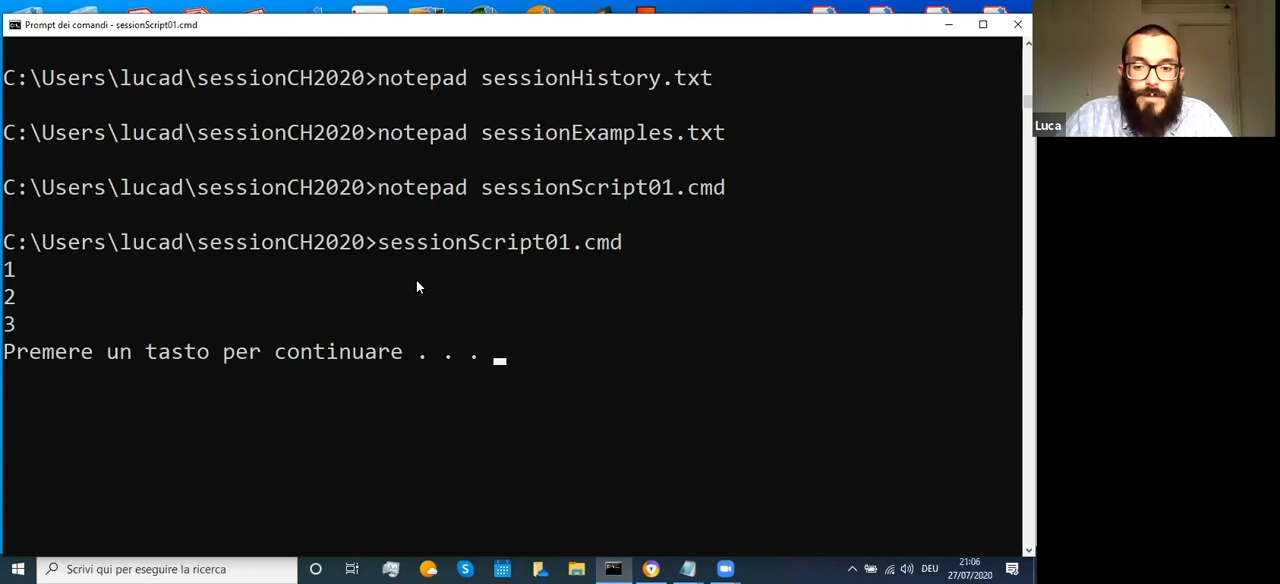 Prompt dei comandi - sessionScript01.cmd
C:\Users\lucad\sessionCH2020>notepad sessionHistory.txt
C:\Users\lucad\sessionCH2020>notepad sessionExamples.txt
C:\Users\lucad\sessionCH2020>notepad sessionScript01.cmd
C:\Users\lucad\sessionCH2020>sessionScript01.cmd
1
2
3
Premere un tasto per continuare . . .
Luca
Scrivi qui per eseguire la ricerca
DEU
21:06
27/07/2020